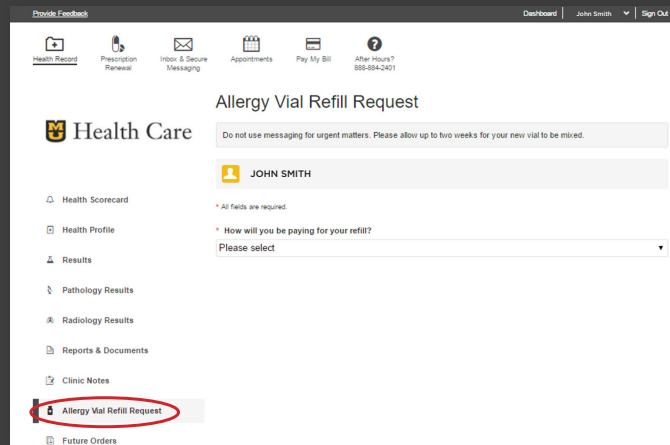 Provide Feedback
Dashboard
John Smith
Sign Out
Health Record
Prescription
Renewal
Inbox & Secure
Messaging
Appointments
Pay My Bill
After Hours?
888-884-2401
MU Health Care
Allergy Vial Refill Request
Do not use messaging for urgent matters. Please allow up to two weeks for your new vial to be mixed.
JOHN SMITH
* All fields are required.
* How will you be paying for your refill?
Please select
Health Scorecard
Health Profile
Results
Pathology Results
Radiology Results
Reports & Documents
Clinic Notes
Allergy Vial Refill Request
Future Orders